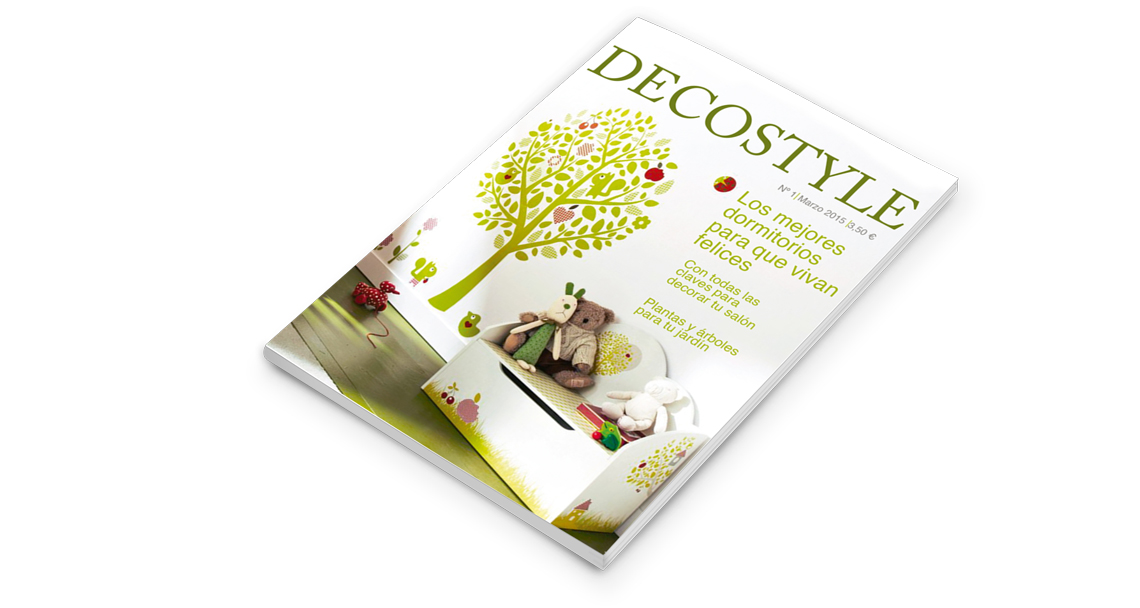 DECOSTYLE
Nº 1|Marzo 2015 |3,50 €
Los mejores
dormitorios
para que vivan
felices
Con todas las
claves para
decorar tu salón
Plantas y árboles
para tu jardín